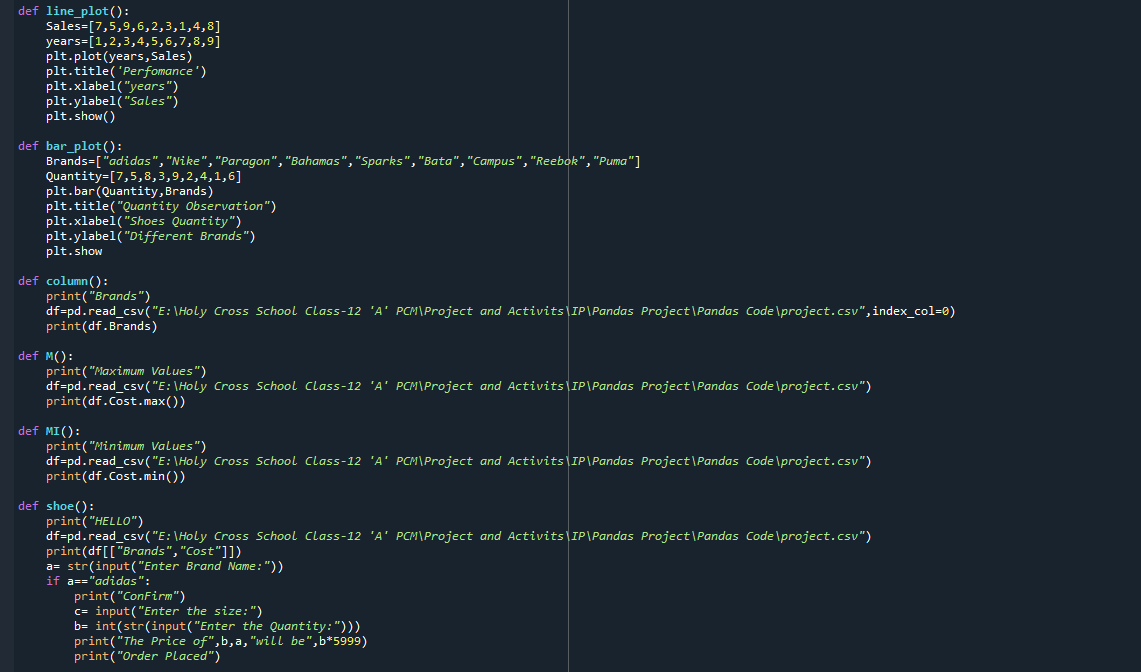 def line_plot():
    Sales=[7,5,9,6,2,3,1,4,8]
    years=[1,2,3,4,5,6,7,8,9]
    plt.plot(years,Sales)
    plt.title('Perfomance')
    plt.xlabel("years")
    plt.ylabel("Sales")
    plt.show()

def bar_plot():
    Brands=["adidas","Nike","Paragon","Bahamas","Sparks","Bata","Campus","Reebok","Puma"]
    Quantity=[7,5,8,3,9,2,4,1,6]
    plt.bar(Quantity,Brands)
    plt.title("Quantity Observation")
    plt.xlabel("Shoes Quantity")
    plt.ylabel("Different Brands")
    plt.show

def column():
    print("Brands")
    df=pd.read_csv("E:\Holy Cross School Class-12 'A' PCM\Project and Activits\IP\Pandas Project\Pandas Code\project.csv",index_col=0)
    print(df.Brands)

def M():
    print("Maximum Values")
    df=pd.read_csv("E:\Holy Cross School Class-12 'A' PCM\Project and Activits\IP\Pandas Project\Pandas Code\project.csv")
    print(df.Cost.max())

def MI():
    print("Minimum Values")
    df=pd.read_csv("E:\Holy Cross School Class-12 'A' PCM\Project and Activits\IP\Pandas Project\Pandas Code\project.csv")
    print(df.Cost.min())

def shoe():
    print("HELLO")
    df=pd.read_csv("E:\Holy Cross School Class-12 'A' PCM\Project and Activits\IP\Pandas Project\Pandas Code\project.csv")
    print(df[["Brands","Cost"]])
    a= str(input("Enter Brand Name:"))
    if a=="adidas":
        print("ConFirm")
        c= input("Enter the size:")
        b= int(str(input("Enter the Quantity:")))
        print("The Price of",b,a,"will be",b*5999)
        print("Order Placed")